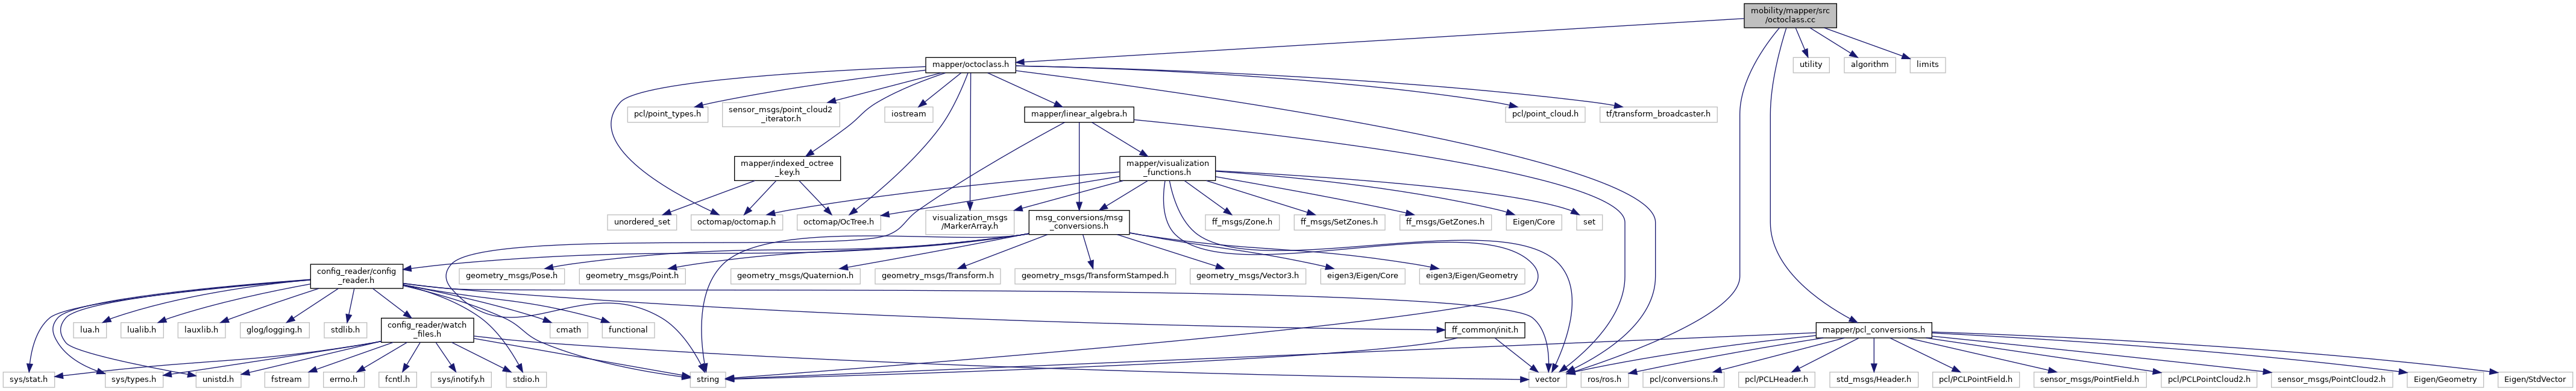 mobility/mapper/src
/octoclass.cc
mapper/octoclass.h
utility
algorithm
limits
pcl/point_types.h
sensor_msgs/point_cloud2
_iterator.h
iostream
mapper/linear_algebra.h
pcl/point_cloud.h
tf/transform_broadcaster.h
mapper/indexed_octree
_key.h
mapper/visualization
_functions.h
unordered_set
octomap/octomap.h
octomap/OcTree.h
visualization_msgs
/MarkerArray.h
msg_conversions/msg
_conversions.h
ff_msgs/Zone.h
ff_msgs/SetZones.h
ff_msgs/GetZones.h
Eigen/Core
set
config_reader/config
_reader.h
geometry_msgs/Pose.h
geometry_msgs/Point.h
geometry_msgs/Quaternion.h
geometry_msgs/Transform.h
geometry_msgs/TransformStamped.h
geometry_msgs/Vector3.h
eigen3/Eigen/Core
eigen3/Eigen/Geometry
lua.h
lualib.h
lauxlib.h
glog/logging.h
stdlib.h
config_reader/watch
_files.h
cmath
functional
ff_common/init.h
mapper/pcl_conversions.h
sys/stat.h
sys/types.h
unistd.h
fstream
errno.h
fcntl.h
sys/inotify.h
stdio.h
string
vector
ros/ros.h
pcl/conversions.h
pcl/PCLHeader.h
std_msgs/Header.h
pcl/PCLPointField.h
sensor_msgs/PointField.h
pcl/PCLPointCloud2.h
sensor_msgs/PointCloud2.h
Eigen/Geometry
Eigen/StdVector